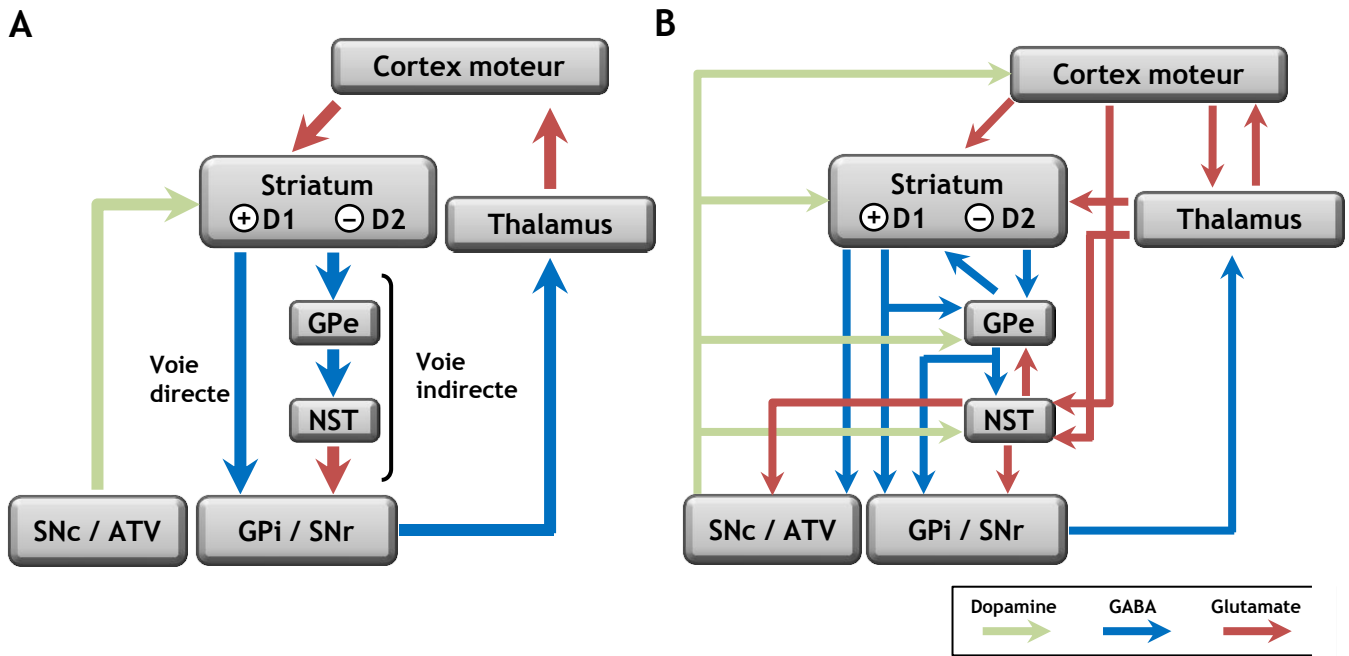 A
Cortex moteur
Striatum
+ D1 − D2
Thalamus
GPe
Voie
directe
Voie
indirecte
NST
SNc / ATV
GPi / SNr
B
Cortex moteur
Striatum
+ D1 − D2
Thalamus
GPe
NST
SNc / ATV
GPi / SNr
Dopamine GABA Glutamate